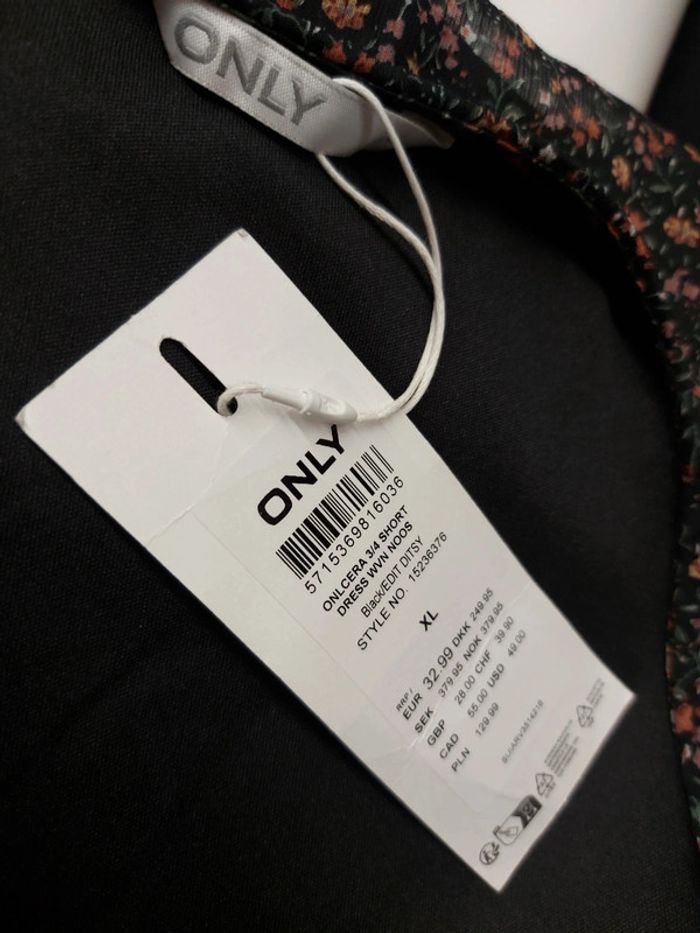 ONLY
ONLY
5715369816036
ONLCERA 3/4 SHORT
DRESS WVN NOOS
Black/EDIT DITSY
STYLE NO. 15236376
XL
RRP/
EUR 32.99 DKK 249.95
SEK 379.95 NOK 379.95
GBP 28.00 CHF 39.90
CAD 55.00 USD 49.00
PLN 129.99